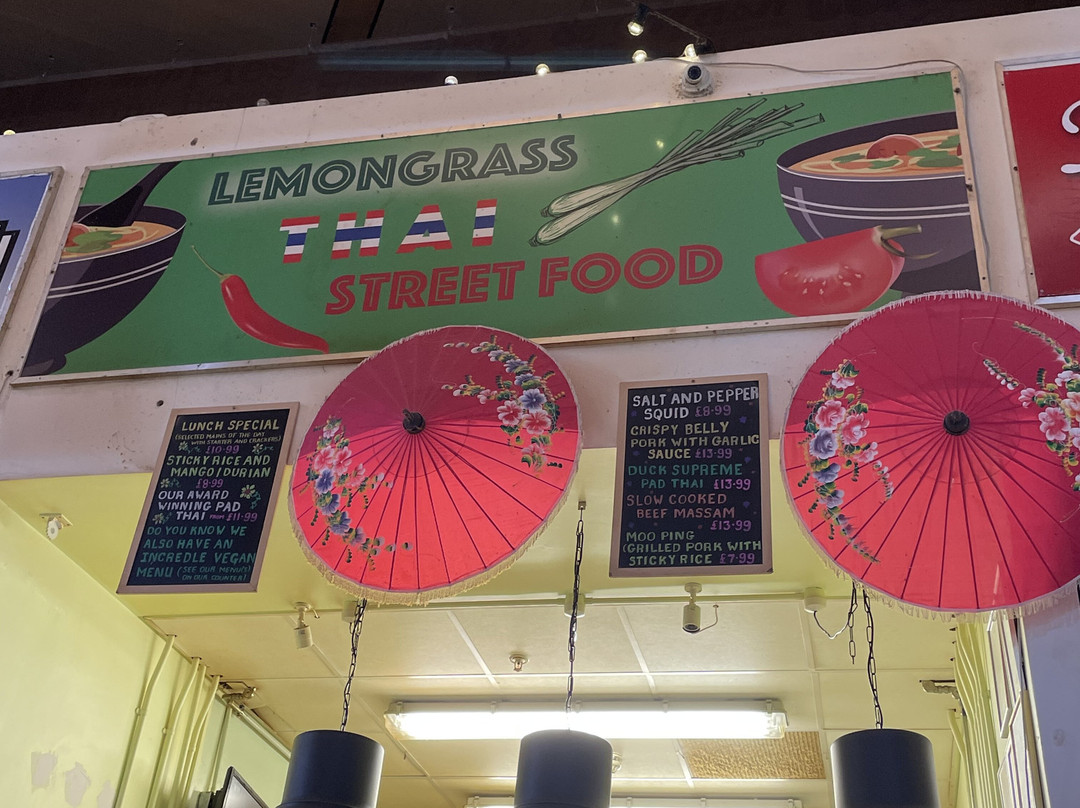 LEMONGRASS
THAI
STREET FOOD
LUNCH SPECIAL
(SELECTED MAINS OF THE DAY
WITH STARTER AND CRACKERS)
£10.99
STICKY RICE AND
MANGO/DURIAN
£8.99
OUR AWARD
WINNING PAD
THAI FROM £11.99
DO YOU KNOW WE
ALSO HAVE AN
INCREDLE VEGAN
MENU (SEE OUR MENU'S
ON OUR COUNTER)
SALT AND PEPPER
SQUID £8.99
CRISPY BELLY
PORK WITH GARLIC
SAUCE £13.99
DUCK SUPREME
PAD THAI £13.99
SLOW COOKED
BEEF MASSAM
£13.99
MOO PING
(GRILLED PORK WITH
STICKY RICE £7.99